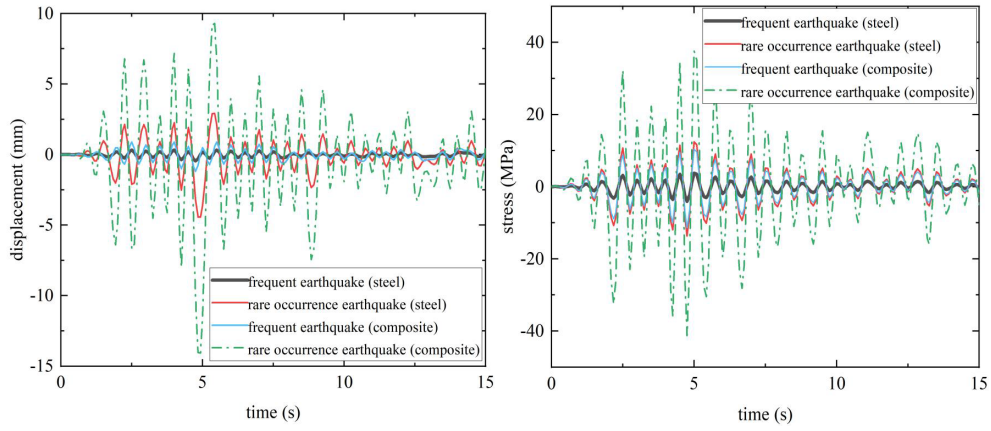 10
5
0
-5
-10
-15
displacement (mm)
frequent earthquake (steel)
rare occurrence earthquake (steel)
frequent earthquake (composite)
rare occurrence earthquake (composite)
0
5
10
15
time (s)
40
20
0
-20
-40
stress (MPa)
frequent earthquake (steel)
rare occurrence earthquake (steel)
frequent earthquake (composite)
rare occurrence earthquake (composite)
0
5
10
15
time (s)